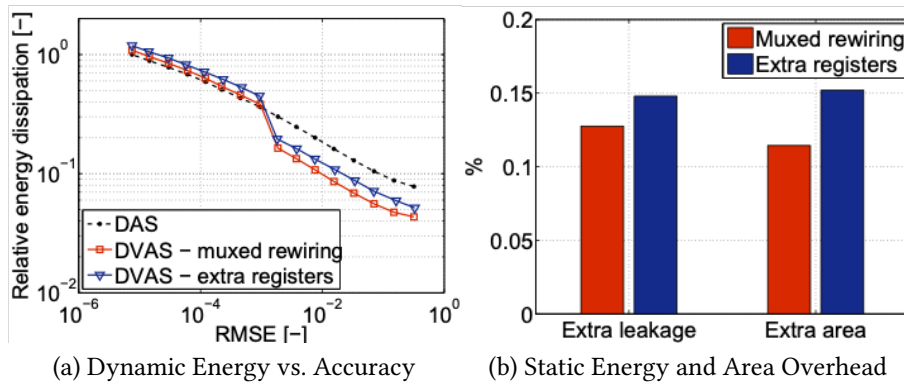 Relative energy dissipation [−]
10^0
10^−1
10^−2
DAS
DVAS − muxed rewiring
DVAS − extra registers
10^−6
10^−4
10^−2
10^0
RMSE [−]
(a) Dynamic Energy vs. Accuracy
%
0.2
0.15
0.1
0.05
0
Muxed rewiring
Extra registers
Extra leakage
Extra area
(b) Static Energy and Area Overhead